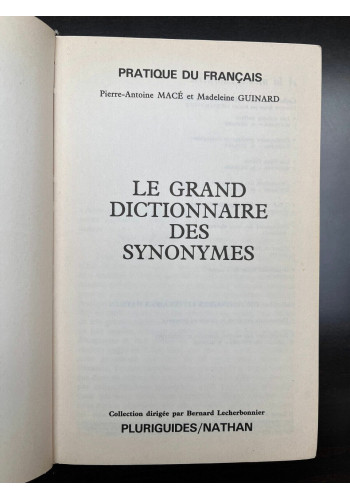 PRATIQUE DU FRANÇAIS
Pierre-Antoine MACÉ et Madeleine GUINARD
LE GRAND
DICTIONNAIRE
DES
SYNONYMES
Collection dirigée par Bernard Lecherbonnier
PLURIGUIDES/NATHAN